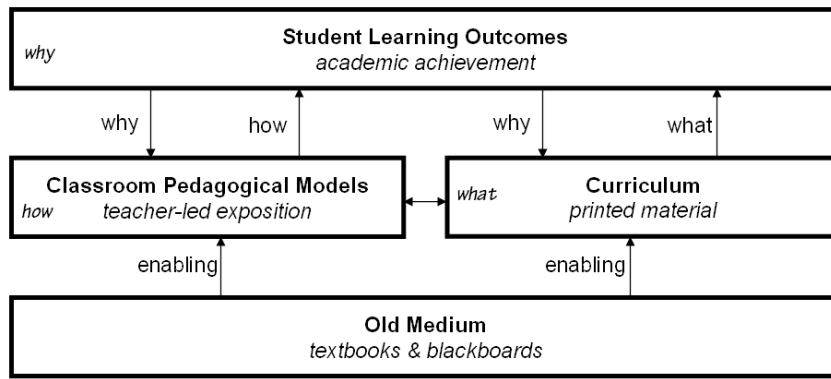 Student Learning Outcomes
why
academic achievement
why
how
why
what
Classroom Pedagogical Models
how
teacher-led exposition
what
Curriculum
printed material
enabling
enabling
Old Medium
textbooks & blackboards